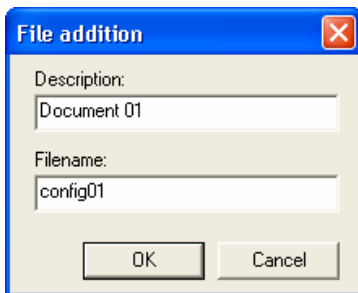 File addition
Description:
Document 01
Filename:
config01
OK Cancel